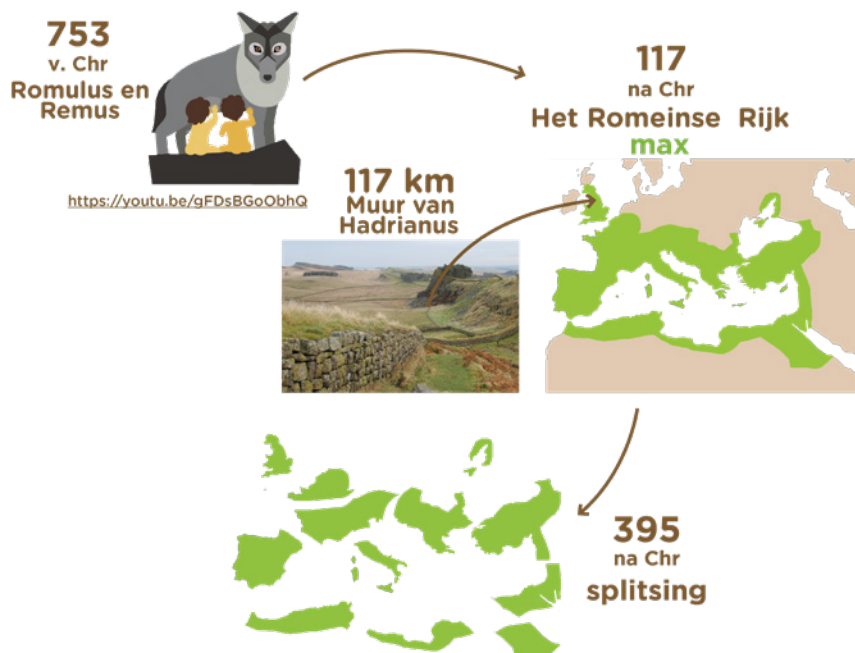 753
v. Chr
Romulus en
Remus
https://youtu.be/gFDsBGoObhQ
117
na Chr
Het Romeinse Rijk
max
117 km
Muur van
Hadrianus
395
na Chr
splitsing